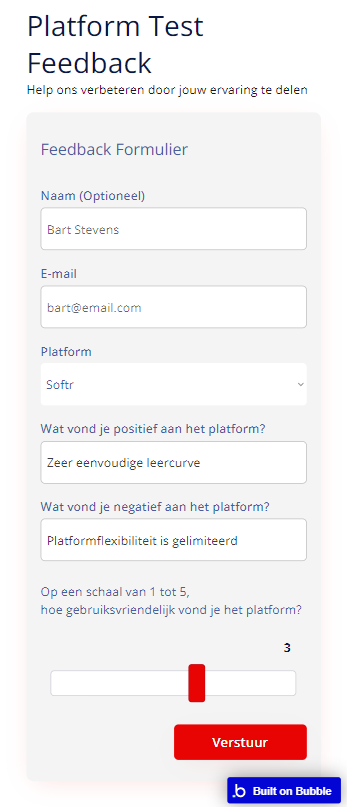 Platform Test
Feedback
Help ons verbeteren door jouw ervaring te delen
Feedback Formulier
Naam (Optioneel)
Bart Stevens
E-mail
bart@email.com
Platform
Softr
Wat vond je positief aan het platform?
Zeer eenvoudige leercurve
Wat vond je negatief aan het platform?
Platformflexibiliteit is gelimiteerd
Op een schaal van 1 tot 5,
hoe gebruiksvriendelijk vond je het platform?
3
Verstuur
Built on Bubble